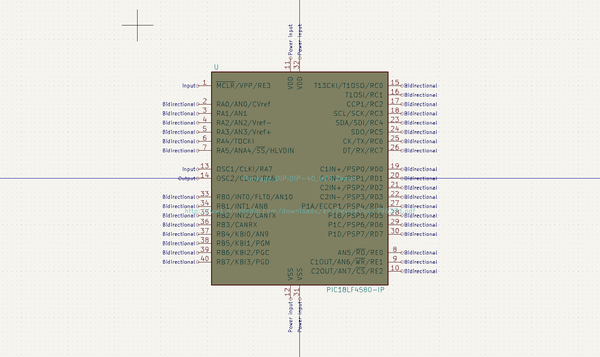 Power input
Power input
11
32
U
VDD
VDD
Input 1 MCLR/VPP/RE3
Bidirectional 2 RA0/AN0/CVref
Bidirectional 3 RA1/AN1
Bidirectional 4 RA2/AN2/Vref-
Bidirectional 5 RA3/AN3/Vref+
Bidirectional 6 RA4/T0CKI
Bidirectional 7 RA5/AN4/SS/HLVDIN
Input 13 OSC1/CLKI/RA7
Output 14
Bidirectional 33 RB0/INT0/FLT0/AN10
Bidirectional 34 RB1/INT1/AN8
Bidirectional 35 RB2/INT2/CANTX
Bidirectional 36 RB3/CANRX
Bidirectional 37 RB4/KBI0/AN9
Bidirectional 38 RB5/KBI1/PGM
Bidirectional 39 RB6/KBI2/PGC
Bidirectional 40 RB7/KBI3/PGD
T13CKI/T1OSO/RC0 15 Bidirectional
T1OSI/RC1 16 Bidirectional
CCP1/RC2 17 Bidirectional
SCL/SCK/RC3 18 Bidirectional
SDA/SDI/RC4 23 Bidirectional
SDO/RC5 24 Bidirectional
CK/TX/RC6 25 Bidirectional
DT/RX/RC7 26 Bidirectional
C1IN+/PSP0/RD0 19 Bidirectional
PSP1/RD1 20 Bidirectional
C2IN+/PSP2/RD2 21 Bidirectional
C2IN-/PSP3/RD3 22 Bidirectional
P1A/ECCP1/PSP4/RD4 27 Bidirectional
P1B/PSP5/RD5 28 Bidirectional
P1C/PSP6/RD6 29 Bidirectional
P1D/PSP7/RD7 30 Bidirectional
AN5/RD/RE0 8 Bidirectional
C1OUT/AN6/WR/RE1 9 Bidirectional
C2OUT/AN7/CS/RE2 10 Bidirectional
VSS
VSS
PIC18LF4580-IP
12
31
Power input
Power input